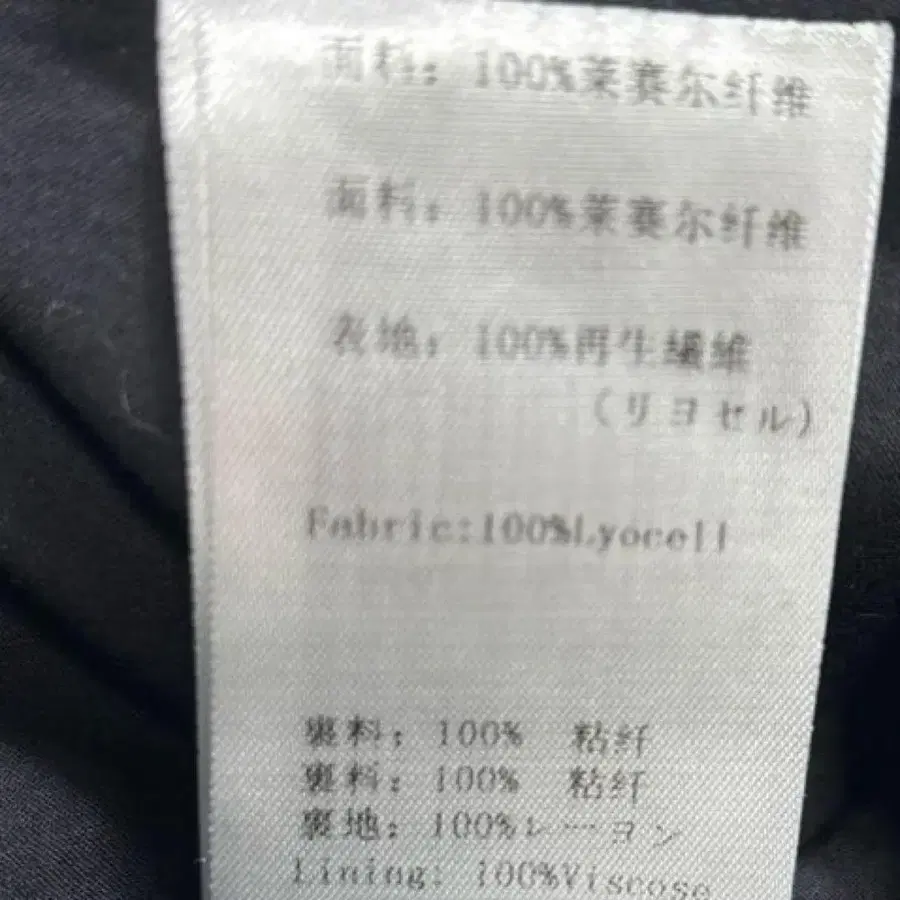 面料：100%莱赛尔纤维
面料：100%莱赛尔纤维
表地：100%再生繊維
（リヨセル）
Fabric:100%Lyocell
裏料：100% 粘纤
裏料：100% 粘纤
裏地：100%レーヨン
Lining: 100%Viscose